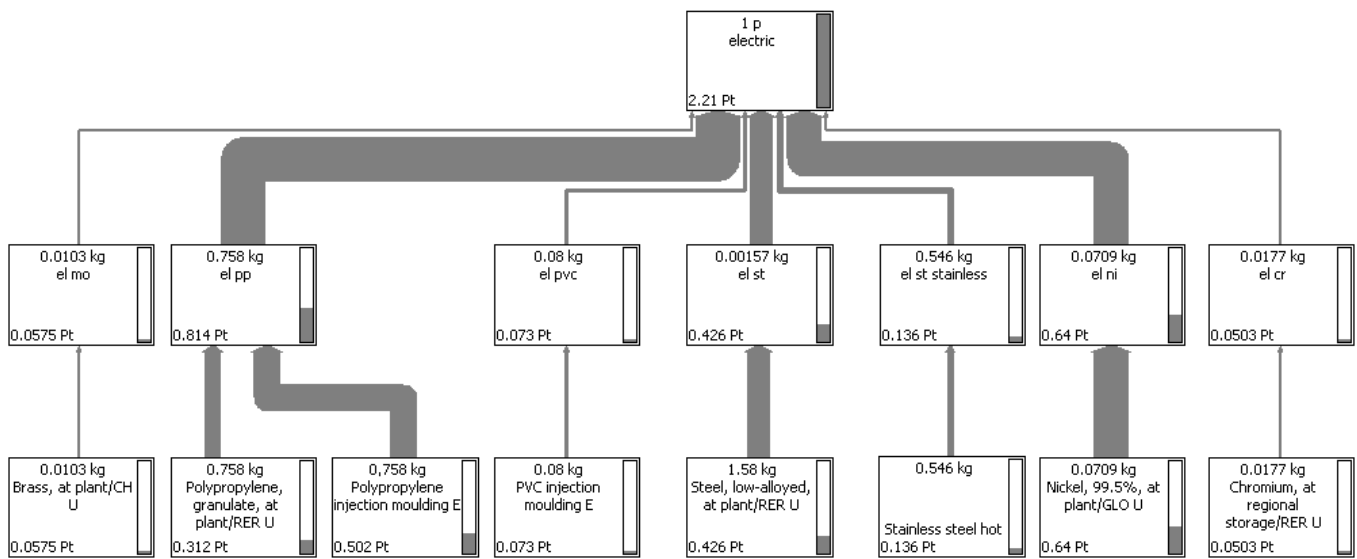 1 p
electric
2.21 Pt
0.0103 kg
el mo
0.0575 Pt
0.758 kg
el pp
0.814 Pt
0.08 kg
el pvc
0.073 Pt
0.00157 kg
el st
0.426 Pt
0.546 kg
el st stainless
0.136 Pt
0.0709 kg
el ni
0.64 Pt
0.0177 kg
el cr
0.0503 Pt
0.0103 kg
Brass, at plant/CH
U
0.0575 Pt
0.758 kg
Polypropylene,
granulate, at
plant/RER U
0.312 Pt
0,758 kg
Polypropylene
injection moulding E
0.502 Pt
0.08 kg
PVC injection
moulding E
0.073 Pt
1.58 kg
Steel, low-alloyed,
at plant/RER U
0.426 Pt
0.546 kg
Stainless steel hot
0.136 Pt
0.0709 kg
Nickel, 99.5%, at
plant/GLO U
0.64 Pt
0.0177 kg
Chromium, at
regional
storage/RER U
0.0503 Pt